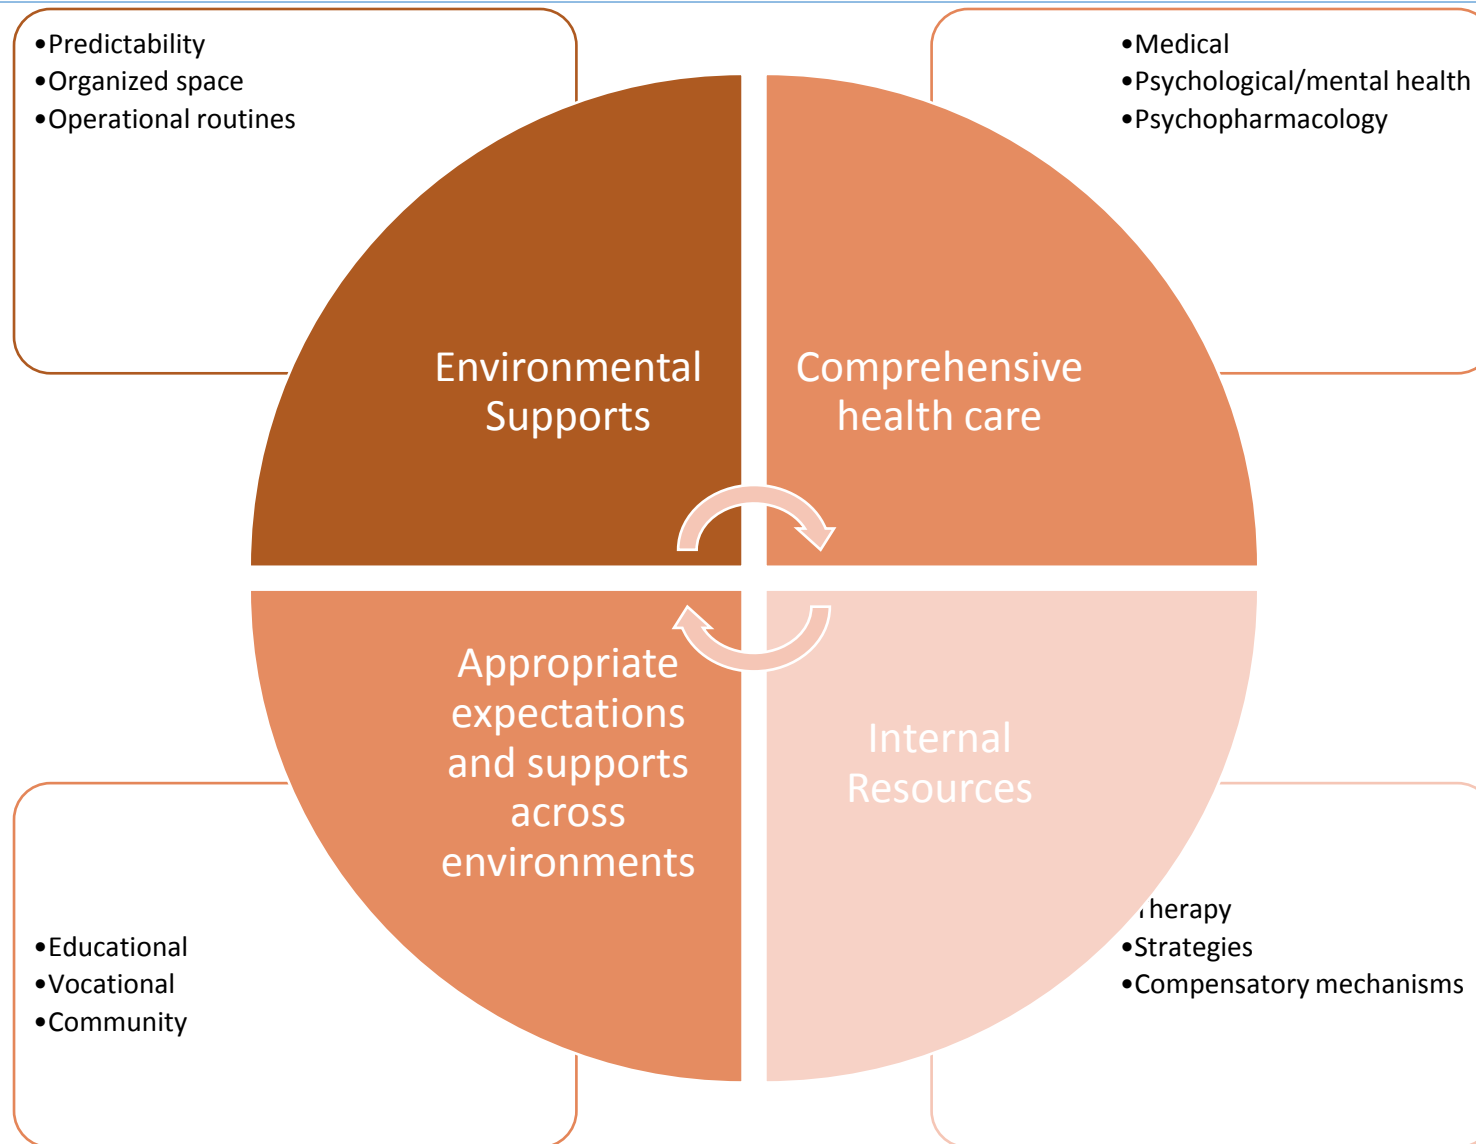 •Predictability
•Organized space
•Operational routines
•Medical
•Psychological/mental health
•Psychopharmacology
Environmental
Supports
Comprehensive
health care
Appropriate
expectations
and supports
across
environments
Internal
Resources
•Educational
•Vocational
•Community
Therapy
•Strategies
•Compensatory mechanisms